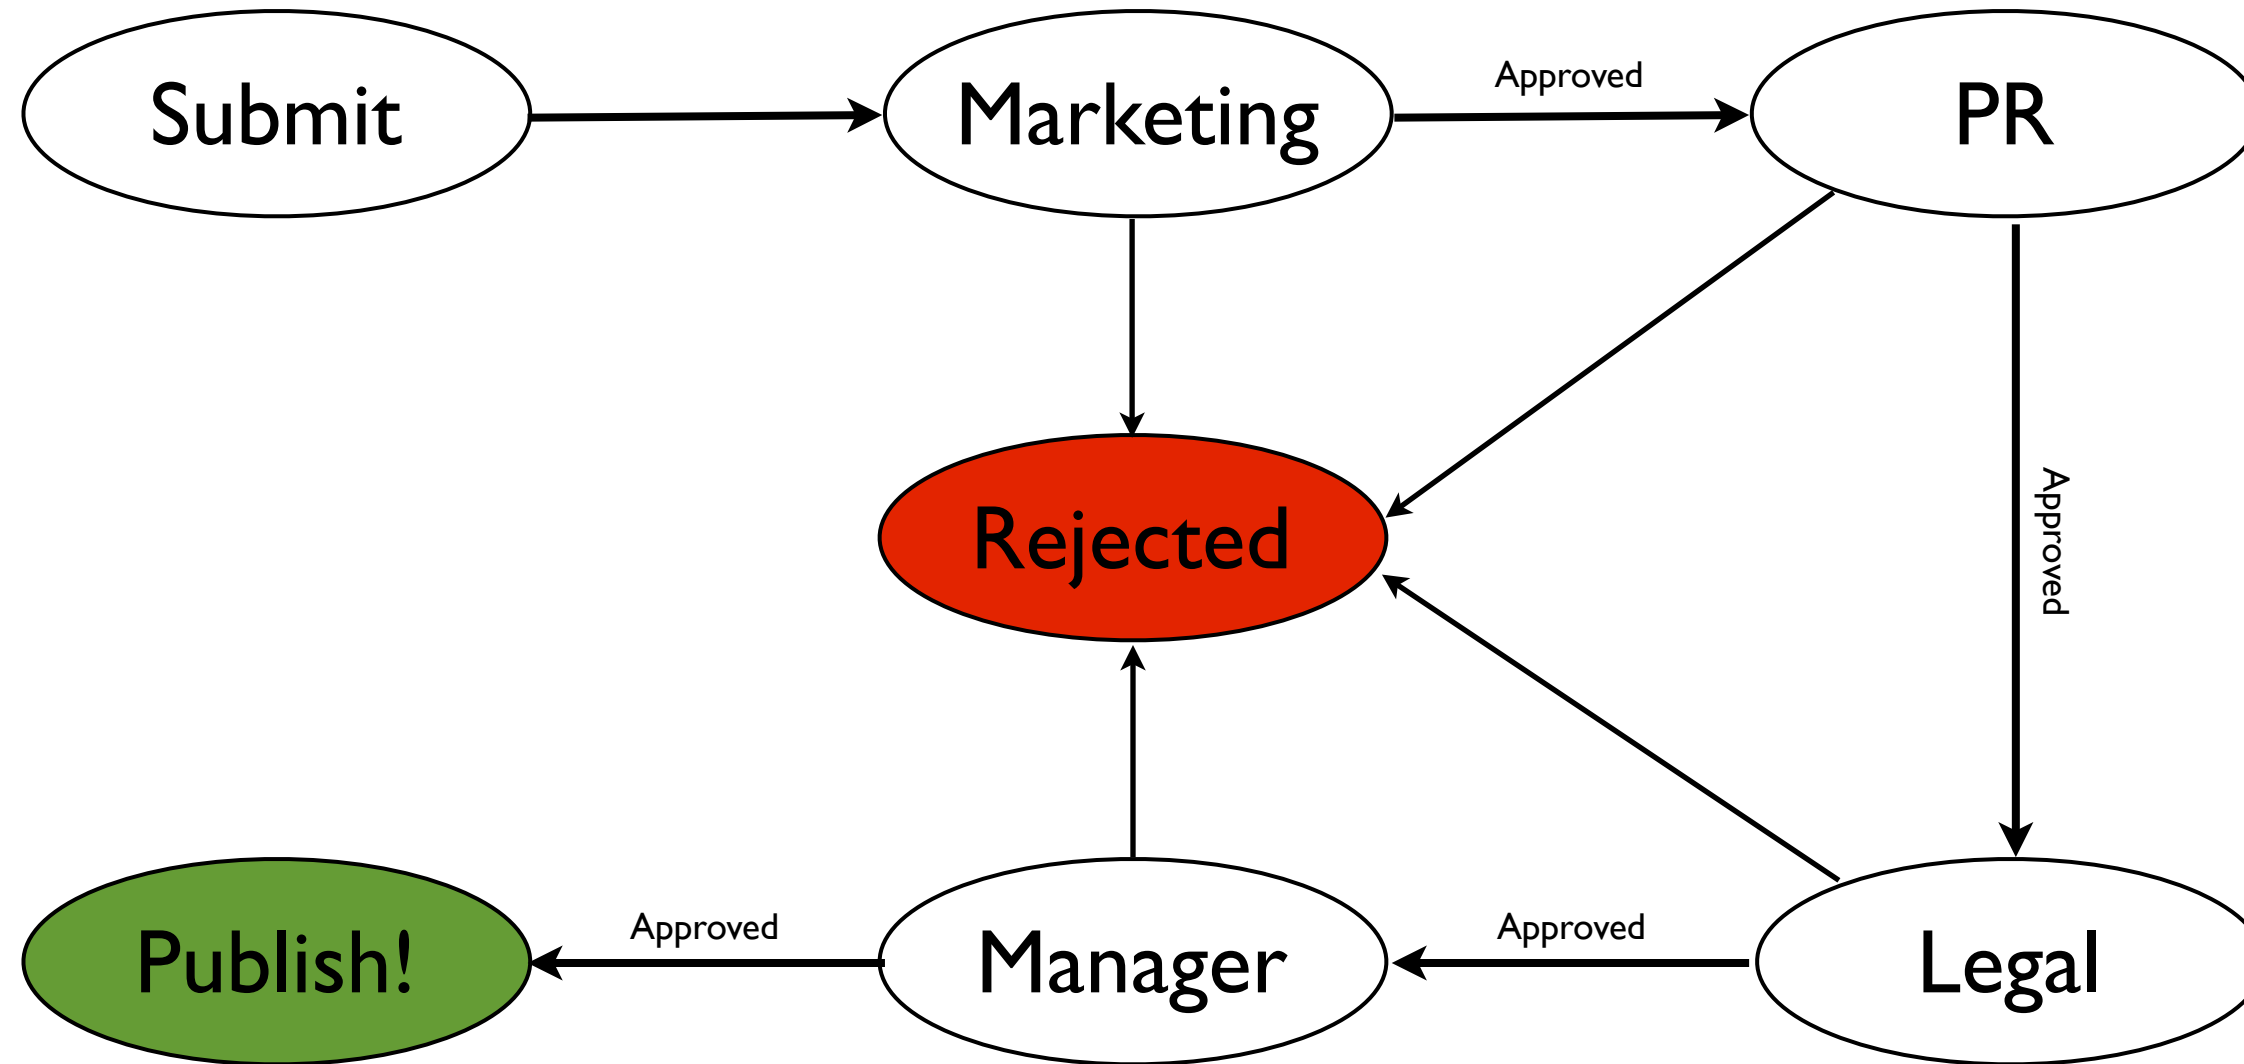 Submit
Marketing
Approved
PR
Approved
Rejected
Publish!
Approved
Manager
Approved
Legal